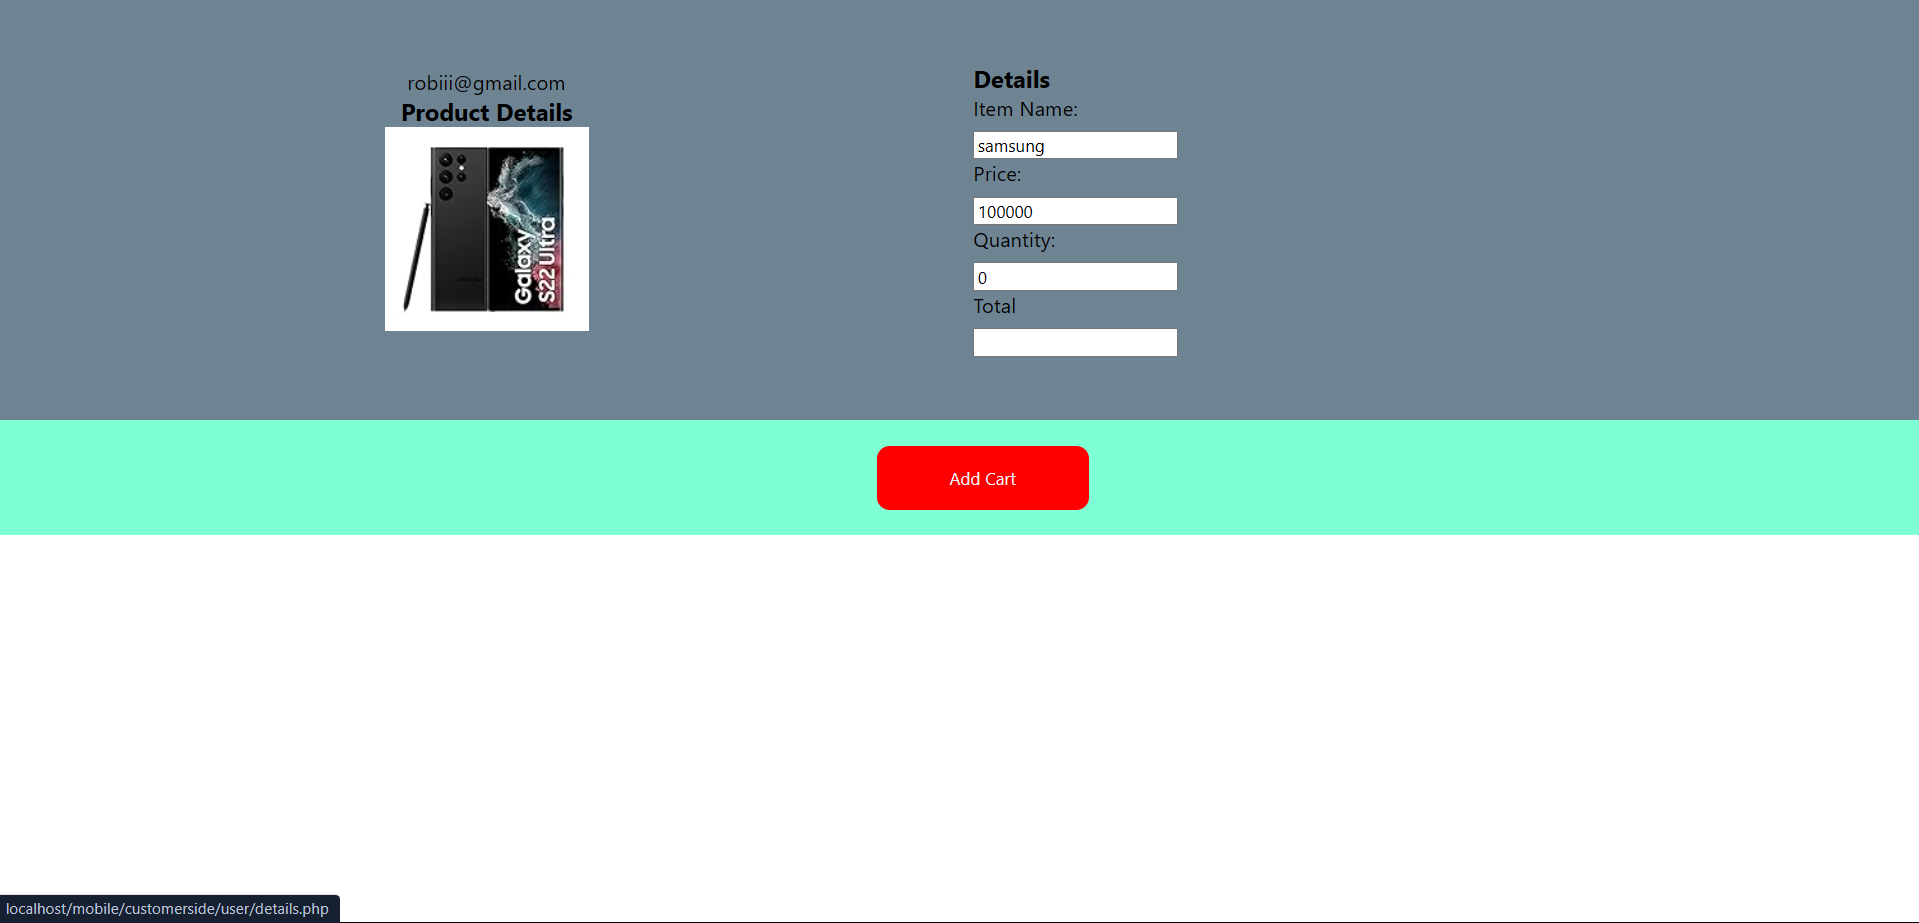 robiii@gmail.com
Product Details
Galaxy
S22 Ultra
Details
Item Name:
samsung
Price:
100000
Quantity:
0
Total
Add Cart
localhost/mobile/customerside/user/details.php